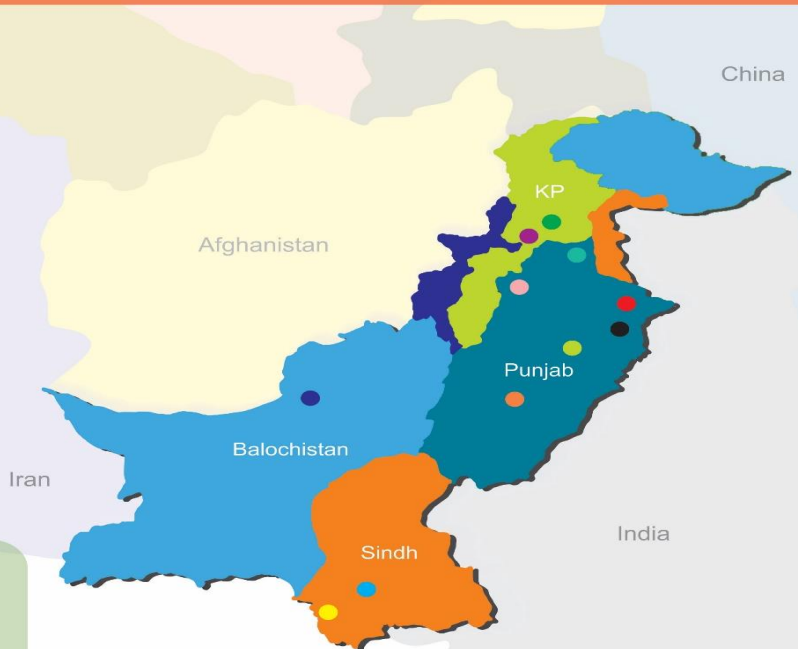 China
KP
Afghanistan
Punjab
Balochistan
Iran
India
Sindh